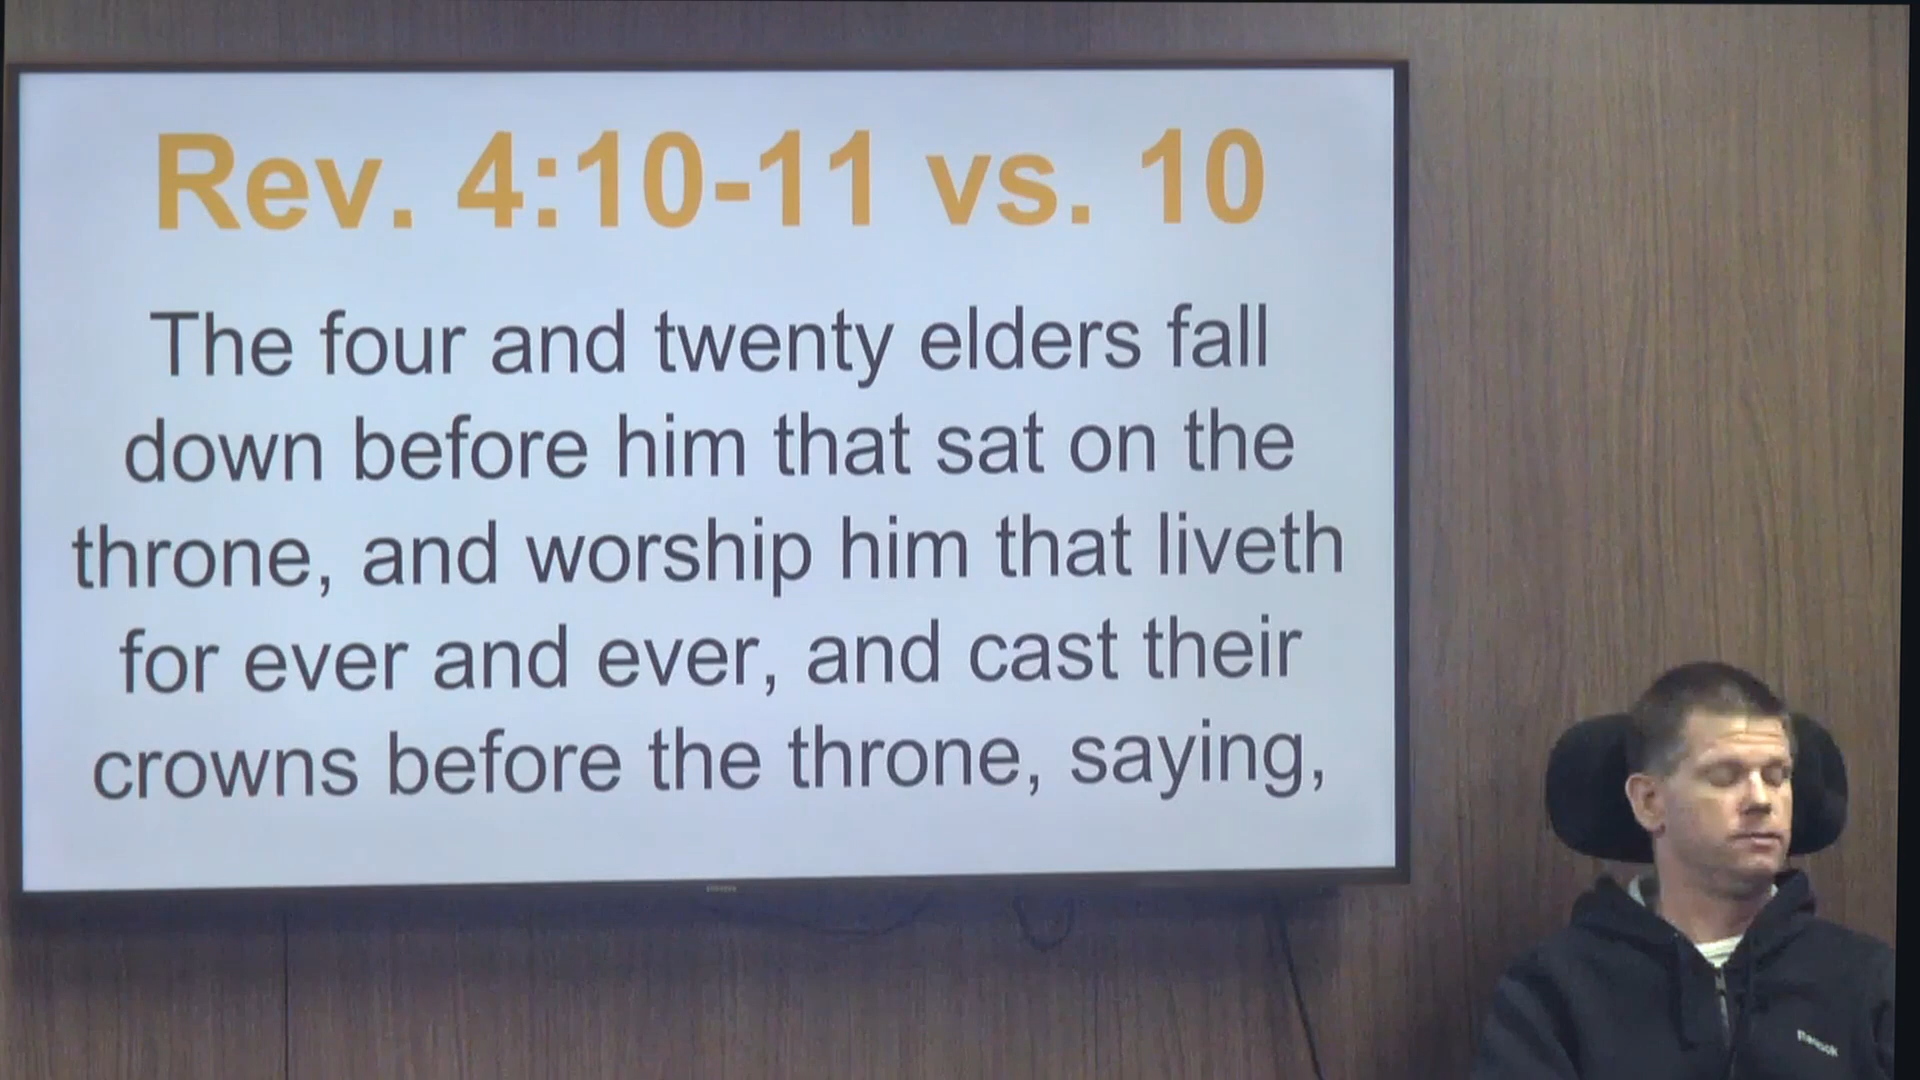 Rev. 4:10-11 vs. 10
The four and twenty elders fall
down before him that sat on the
throne, and worship him that liveth
for ever and ever, and cast their
crowns before the throne, saying,
Reebok